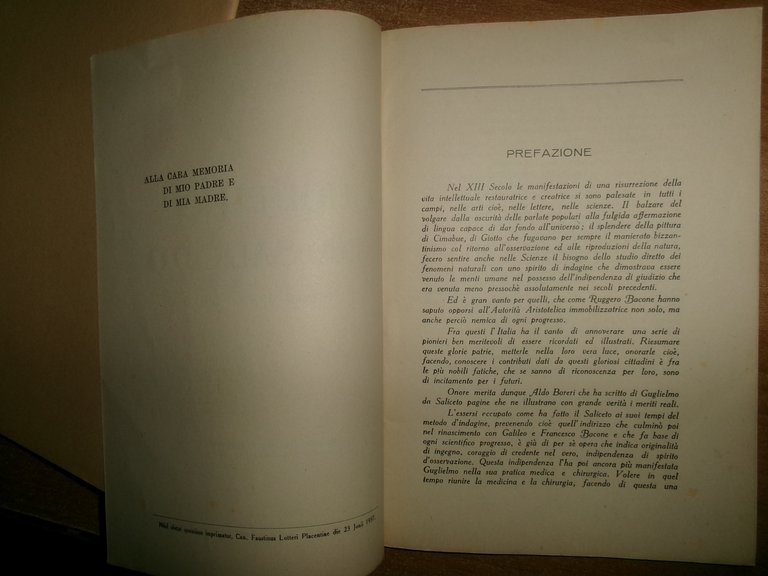 ALLA CARA MEMORIA
DI MIO PADRE E
DI MIA MADRE.
Nihil obstat quominus imprimatur, Can. Faustinus Lotteri Placentiae die 23 Junii 1937.
PREFAZIONE
Nel XIII Secolo le manifestazioni di una risurrezione della
vita intellettuale restauratrice e creatrice si sono palesate in tutti i
campi, nelle arti cioè, nelle lettere, nelle scienze. Il balzare del
volgare dalla oscurità delle parlate popolari alla fulgida affermazione
di lingua capace di dar fondo all'universo; il splendere della pittura
di Cimabue, di Giotto che fugavano per sempre il manierato bizzan-
tinismo col ritorno all'osservazione ed alle riproduzioni della natura,
fecero sentire anche nelle Scienze il bisogno dello studio diretto dei
fenomeni naturali con uno spirito di indagine che dimostrava essere
venuto le menti umane nel possesso dell'indipendenza di giudizio che
era venuta meno pressochè assolutamente nei secoli precedenti.
Ed è gran vanto per quelli, che come Ruggero Bacone hanno
saputo opporsi all'Autorità Aristotelica immobilizzatrice non solo, ma
anche perciò nemica di ogni progresso.
Fra questi l'Italia ha il vanto di annoverare una serie di
pionieri ben meritevoli di essere ricordati ed illustrati. Riesumare
queste glorie patrie, metterle nella loro vera luce, onorarle cioè,
facendo, conoscere i contributi dati da questi gloriosi cittadini è fra
le più nobili fatiche, che se sanno di riconoscenza per loro, sono
di incitamento per i futuri.
Onore merita dunque Aldo Boreri che ha scritto di Guglielmo
da Saliceto pagine che ne illustrano con grande verità i meriti reali.
L'essersi occupato come ha fatto il Saliceto ai suoi tempi del
metodo d'indagine, precenendo cioè quell'indirizzo che culminò poi
nel rinascimento con Galileo e Francesco Bacone e che fa base di
ogni scientifico progresso, è già di per sè opera che indica originalità
di ingegno, coraggio di credente nel vero, indipendenza di spirito
d'osservazione. Questa indipendenza l'ha poi ancora più manifestata
Guglielmo nella sua pratica medica e chirurgica. Volere in quel
tempo riunire la medicina e la chirurgia, facendo di questa una